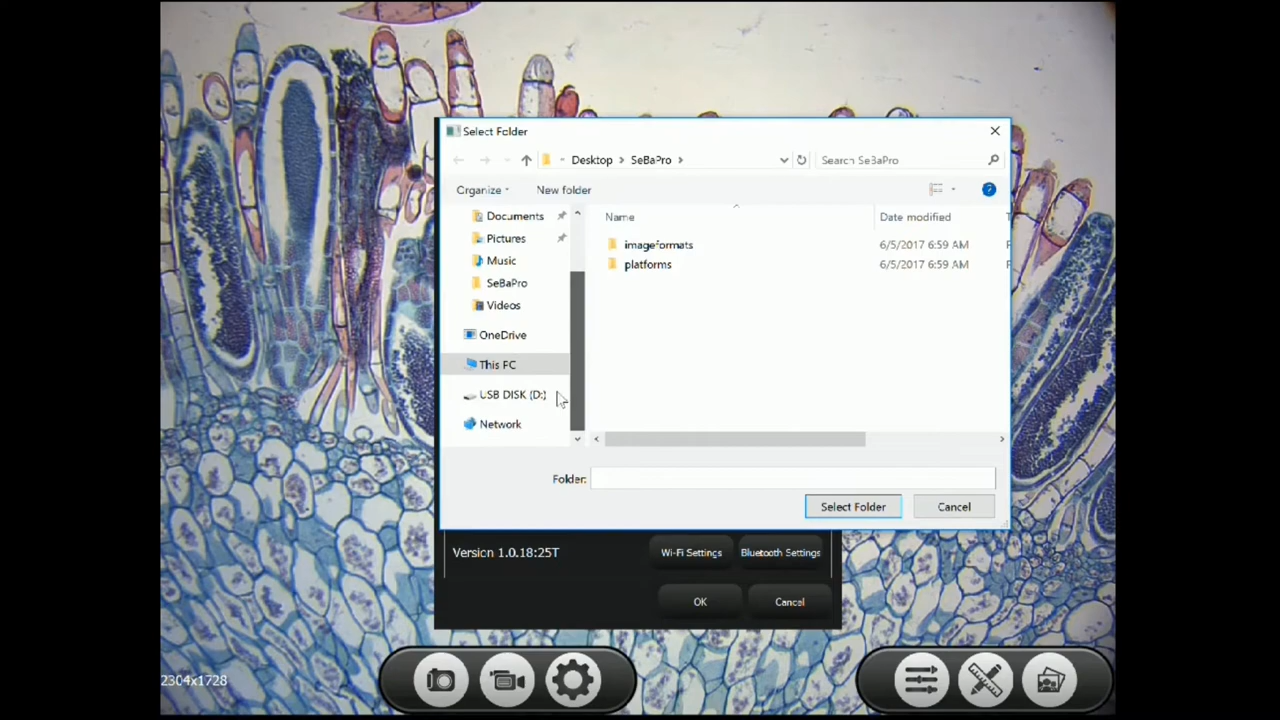 Select Folder
Desktop > SeBaPro >
Search SeBaPro
Organize
New folder
Name
Date modified
Documents
Pictures
Music
SeBaPro
Videos
OneDrive
This PC
USB DISK (D:)
Network
imageformats 6/5/2017 6:59 AM
platforms 6/5/2017 6:59 AM
Folder:
Select Folder
Cancel
Version 1.0.18:25T
Wi-Fi Settings
Bluetooth Settings
OK
Cancel
2304x1728